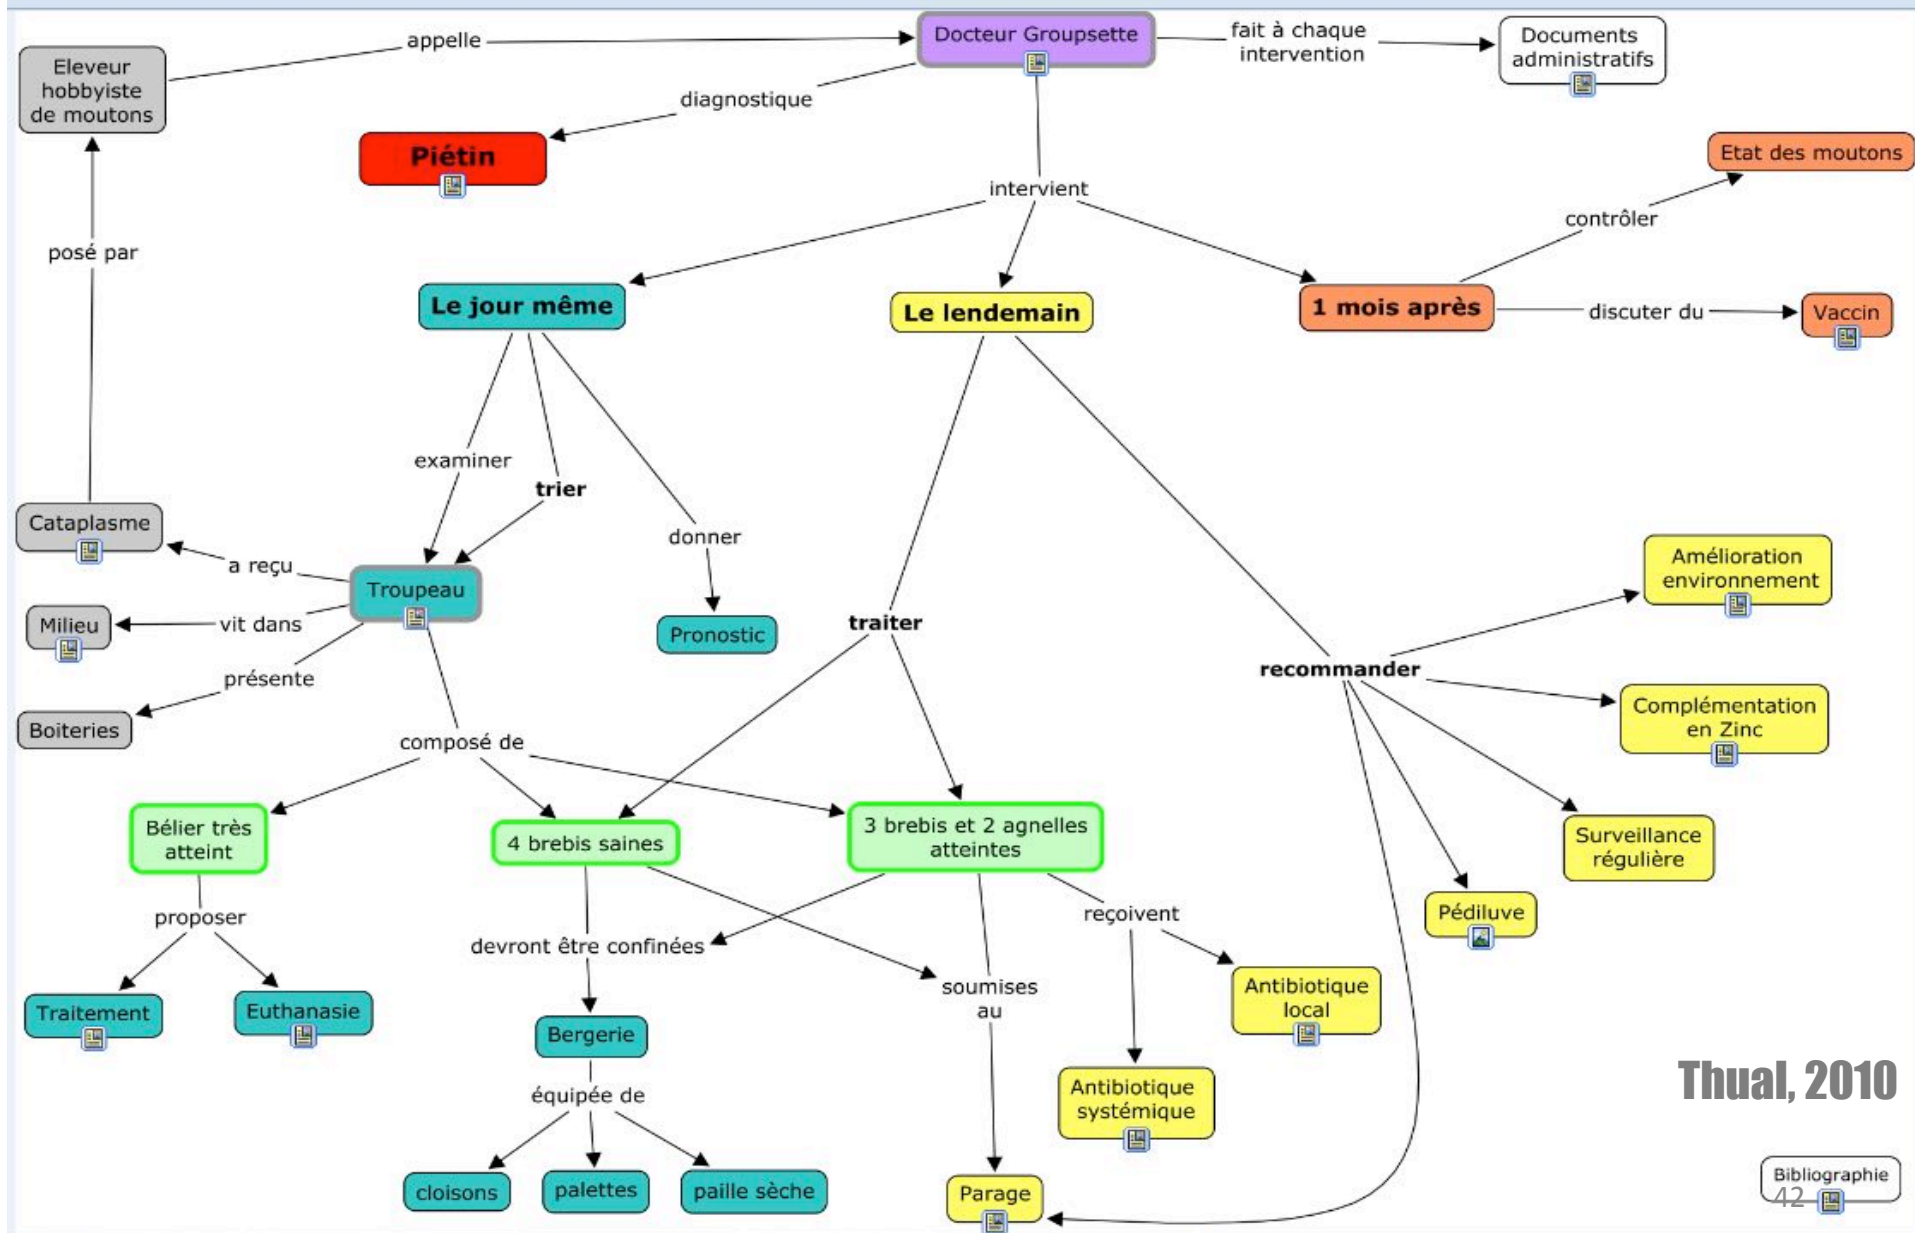 Docteur Groupsette
fait à chaque
intervention
Documents
administratifs
appelle
Eleveur
hobbyiste
de moutons
diagnostique
Piétin
Etat des moutons
intervient
contrôler
posé par
Le jour même
Le lendemain
1 mois après
discuter du
Vaccin
examiner
trier
Cataplasme
donner
a reçu
Troupeau
Amélioration
environnement
Milieu
vit dans
Pronostic
traiter
recommander
présente
Boiteries
composé de
Complémentation
en Zinc
Bélier très
atteint
4 brebis saines
3 brebis et 2 agnelles
atteintes
Surveillance
régulière
proposer
devront être confinées
reçoivent
Pédiluve
soumises
au
Antibiotique
local
Traitement
Euthanasie
Bergerie
Antibiotique
systémique
Thual, 2010
équipée de
cloisons
palettes
paille sèche
Parage
Bibliographie
42